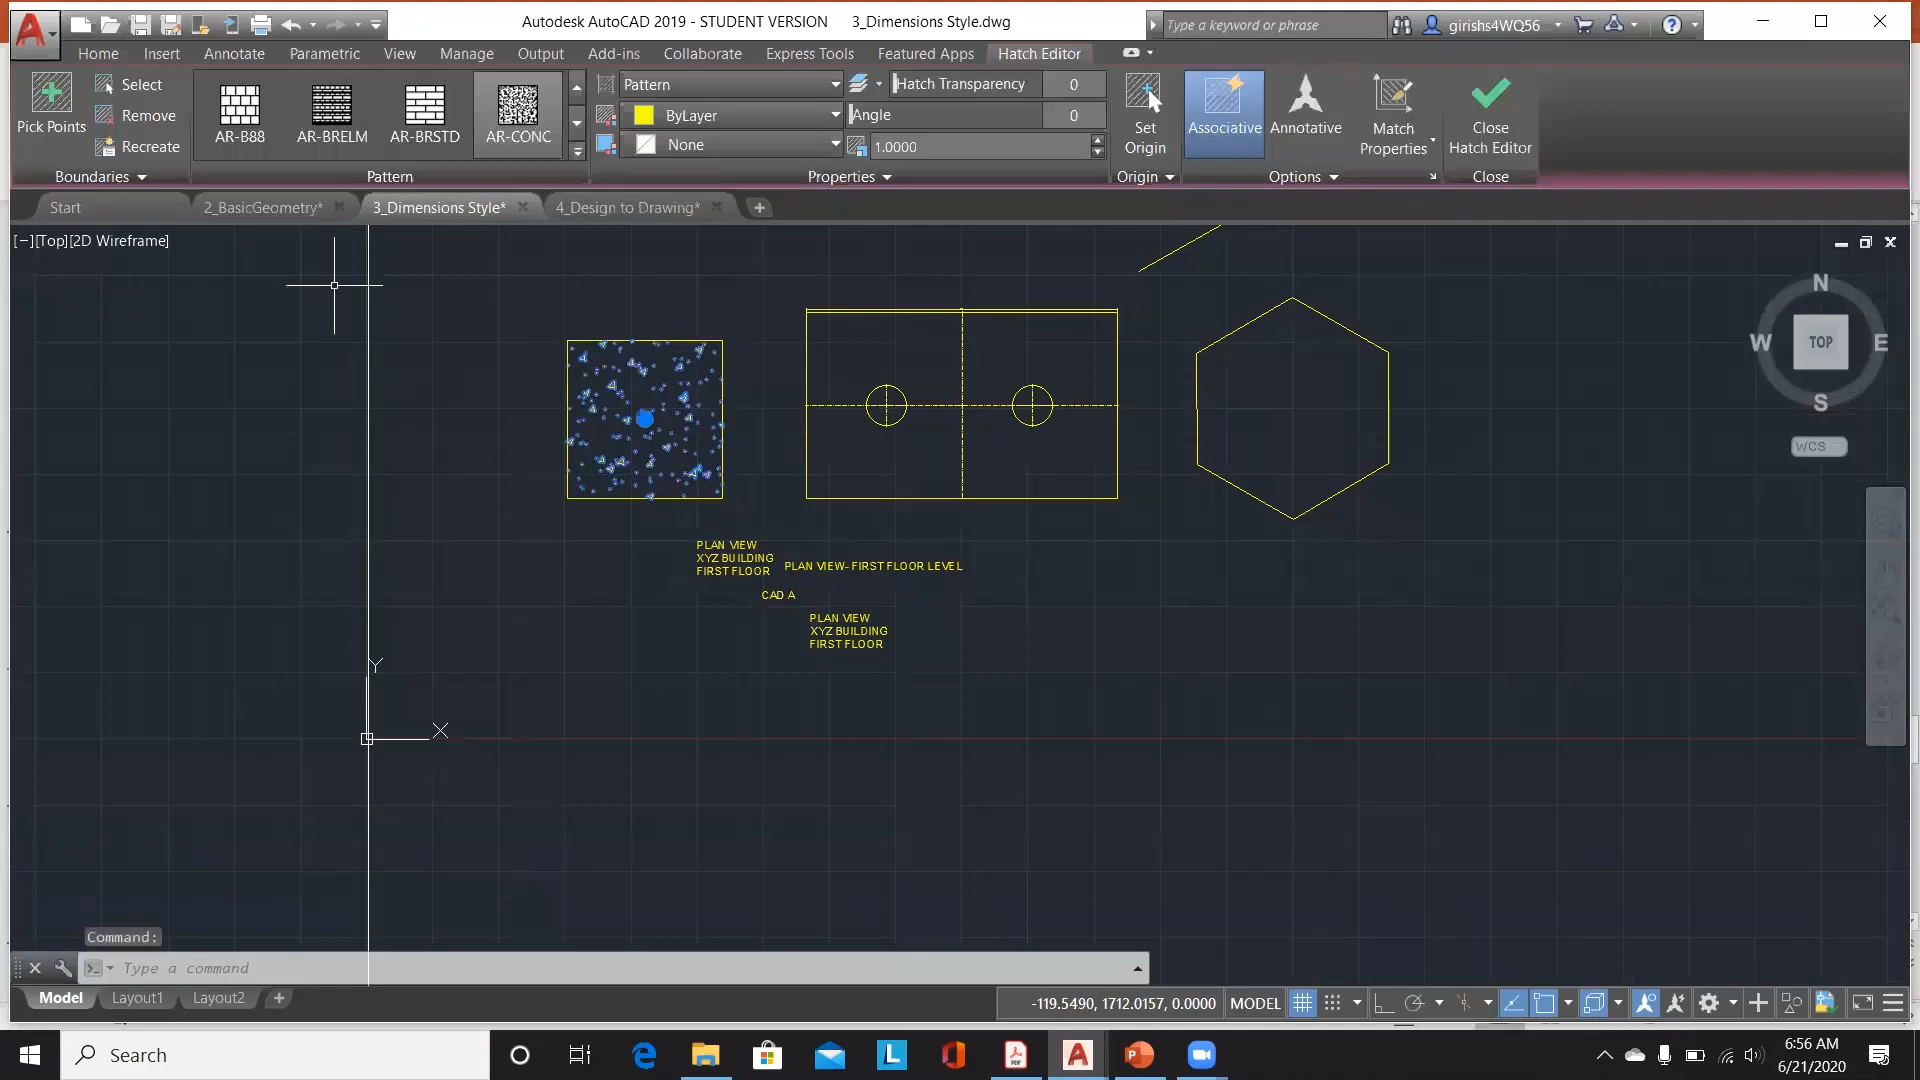 Autodesk AutoCAD 2019 - STUDENT VERSION 3_Dimensions Style.dwg
Type a keyword or phrase
girishs4WQ56
Home Insert Annotate Parametric View Manage Output Add-ins Collaborate Express Tools Featured Apps Hatch Editor
Pick Points
Select
Remove
Recreate
Boundaries
AR-B88 AR-BRELM AR-BRSTD AR-CONC
Pattern
Pattern
ByLayer
None
Hatch Transparency 0
Angle 0
1.0000
Properties
Set
Origin
Origin
Associative
Annotative
Match
Properties
Options
Close
Hatch Editor
Close
Start 2_BasicGeometry* 3_Dimensions Style* 4_Design to Drawing*
[−][Top][2D Wireframe]
N
W TOP E
S
WCS
PLAN VIEW
XYZ BUILDING
FIRST FLOOR
PLAN VIEW- FIRST FLOOR LEVEL
CAD A
PLAN VIEW
XYZ BUILDING
FIRST FLOOR
Y
X
Command:
Type a command
Model Layout1 Layout2
-119.5490, 1712.0157, 0.0000 MODEL
Search
6:56 AM
6/21/2020